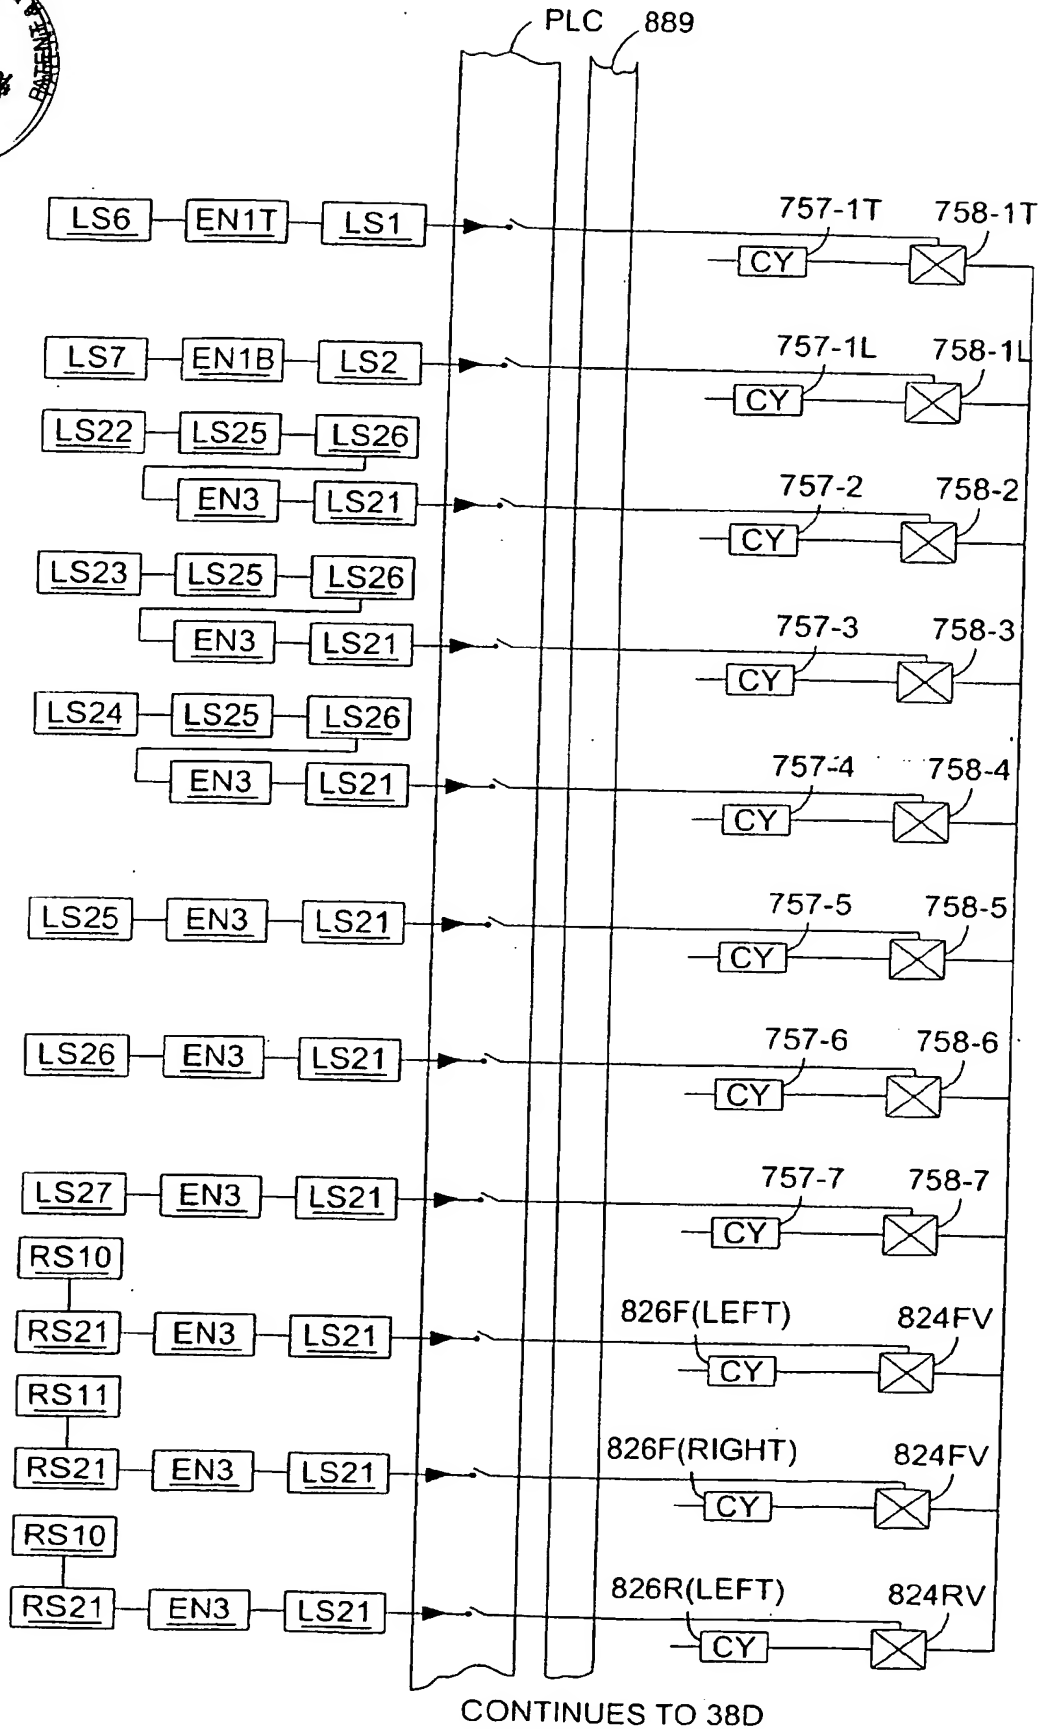 PATENT &
PLC 889
LS6 EN1T LS1 757-1T 758-1T
CY
LS7 EN1B LS2 757-1L 758-1L
CY
LS22 LS25 LS26
EN3 LS21 757-2 758-2
CY
LS23 LS25 LS26
EN3 LS21 757-3 758-3
CY
LS24 LS25 LS26
EN3 LS21 757-4 758-4
CY
LS25 EN3 LS21 757-5 758-5
CY
LS26 EN3 LS21 757-6 758-6
CY
LS27 EN3 LS21 757-7 758-7
CY
RS10
RS21 EN3 LS21 826F(LEFT) 824FV
CY
RS11
RS21 EN3 LS21 826F(RIGHT) 824FV
CY
RS10
RS21 EN3 LS21 826R(LEFT) 824RV
CY
CONTINUES TO 38D